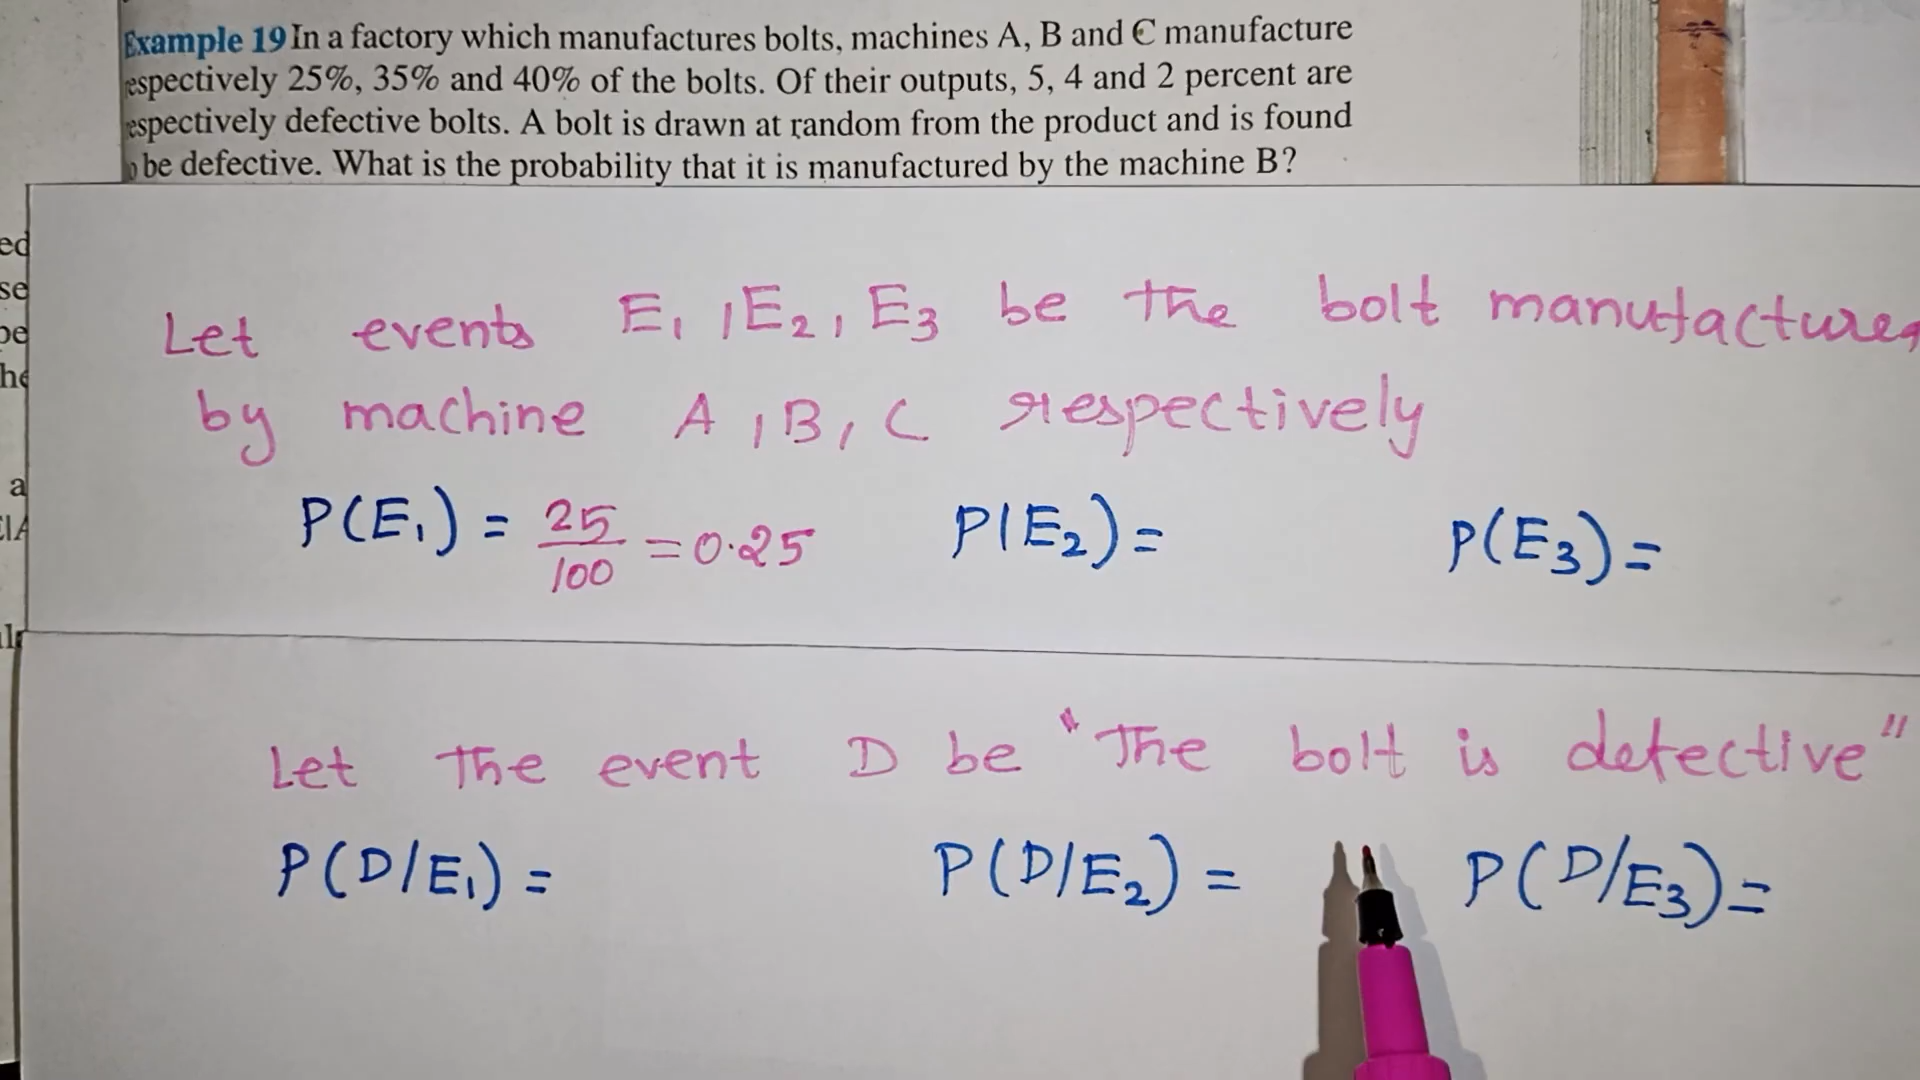 Example 19 In a factory which manufactures bolts, machines A, B and C manufacture
espectively 25%, 35% and 40% of the bolts. Of their outputs, 5, 4 and 2 percent are
espectively defective bolts. A bolt is drawn at random from the product and is found
be defective. What is the probability that it is manufactured by the machine B?
Let events E₁, E₂, E₃ be the bolt manufactured
by machine A, B, C respectively
P(E₁) = 25/100 = 0.25 P(E₂) = P(E₃) =
Let the event D be "The bolt is defective"
P(D/E₁) = P(D/E₂) = P(D/E₃) =